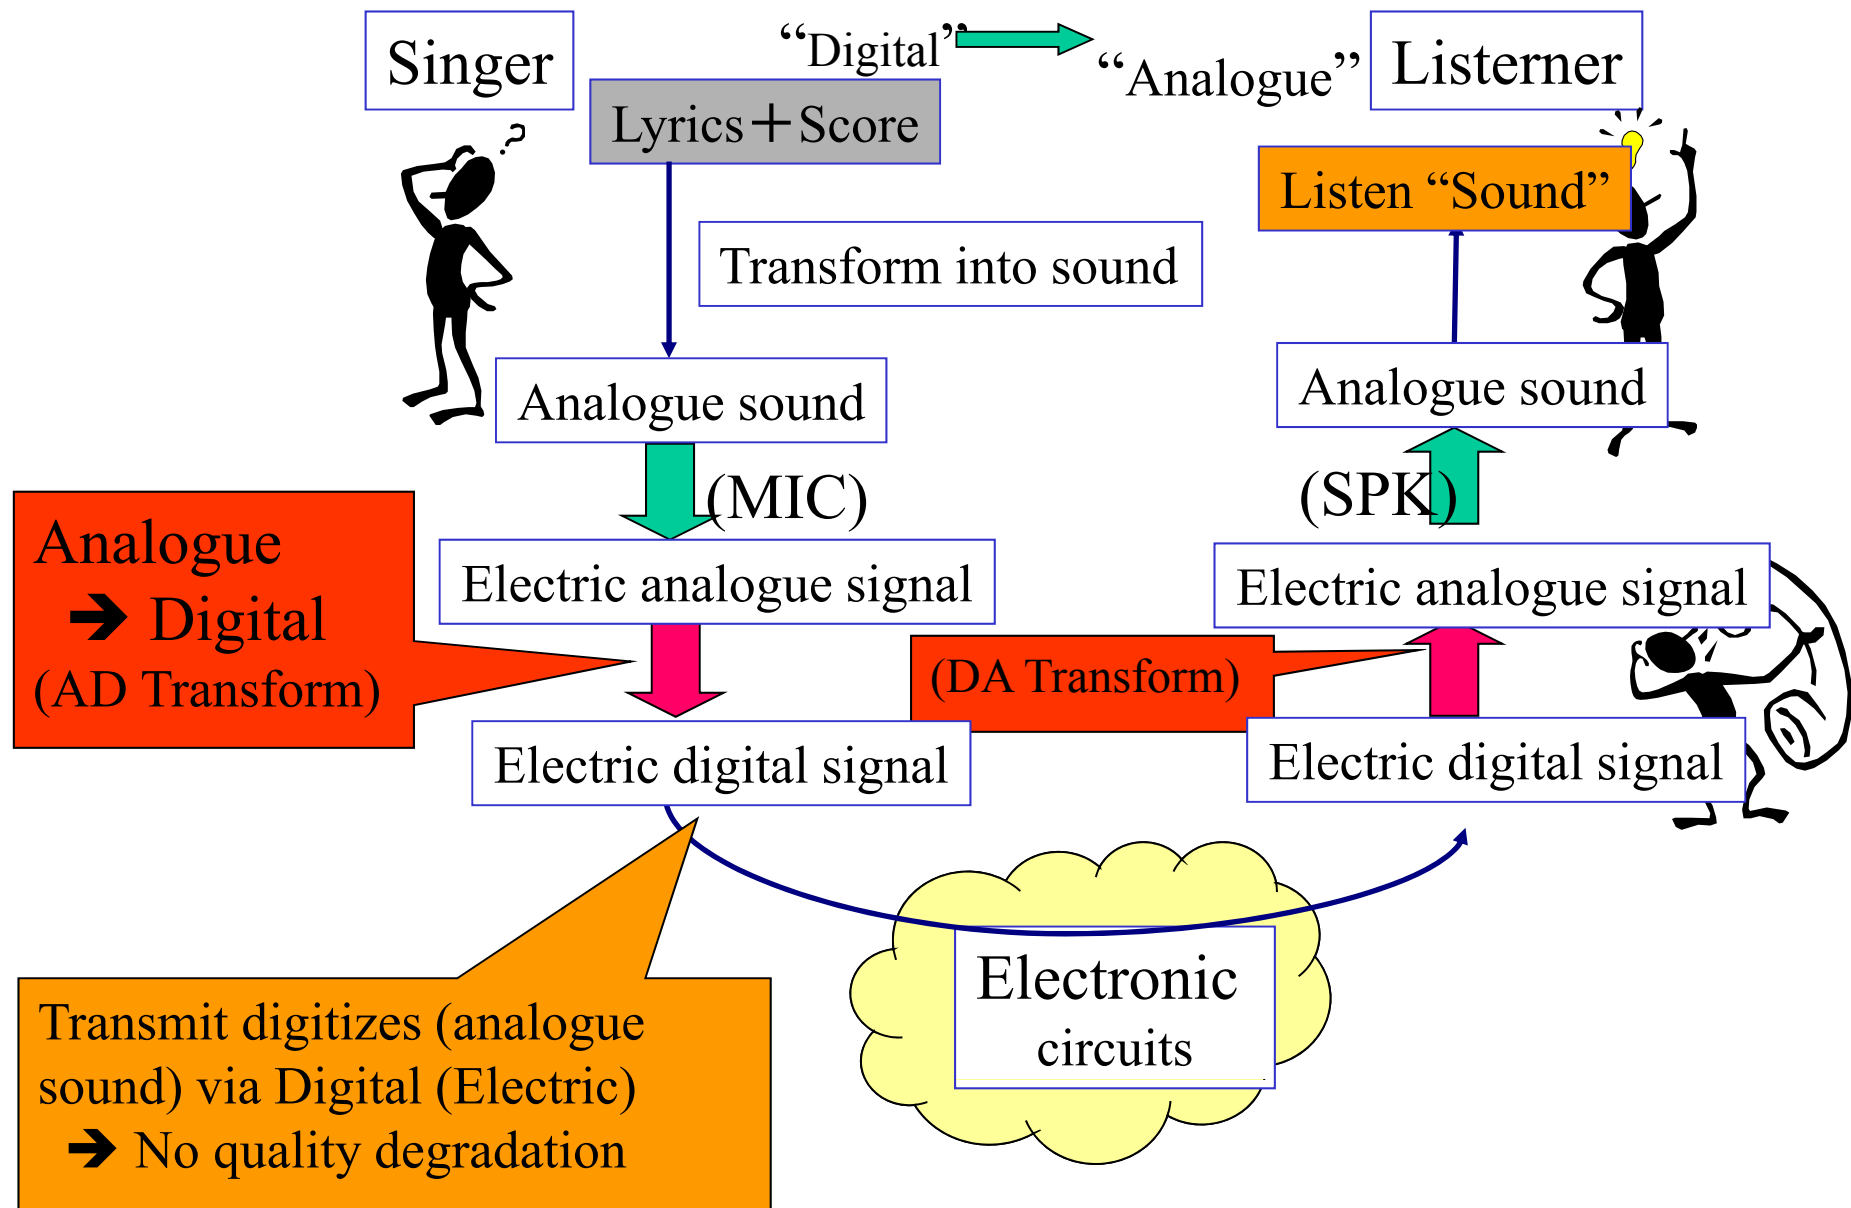 Singer
“Digital”
“Analogue”
Listerner
Lyrics＋Score
Listen “Sound”
Transform into sound
Analogue sound
Analogue sound
(MIC)
(SPK)
Analogue
➔ Digital
(AD Transform)
Electric analogue signal
Electric analogue signal
(DA Transform)
Electric digital signal
Electric digital signal
Electronic
circuits
Transmit digitizes (analogue
sound) via Digital (Electric)
➔ No quality degradation
?